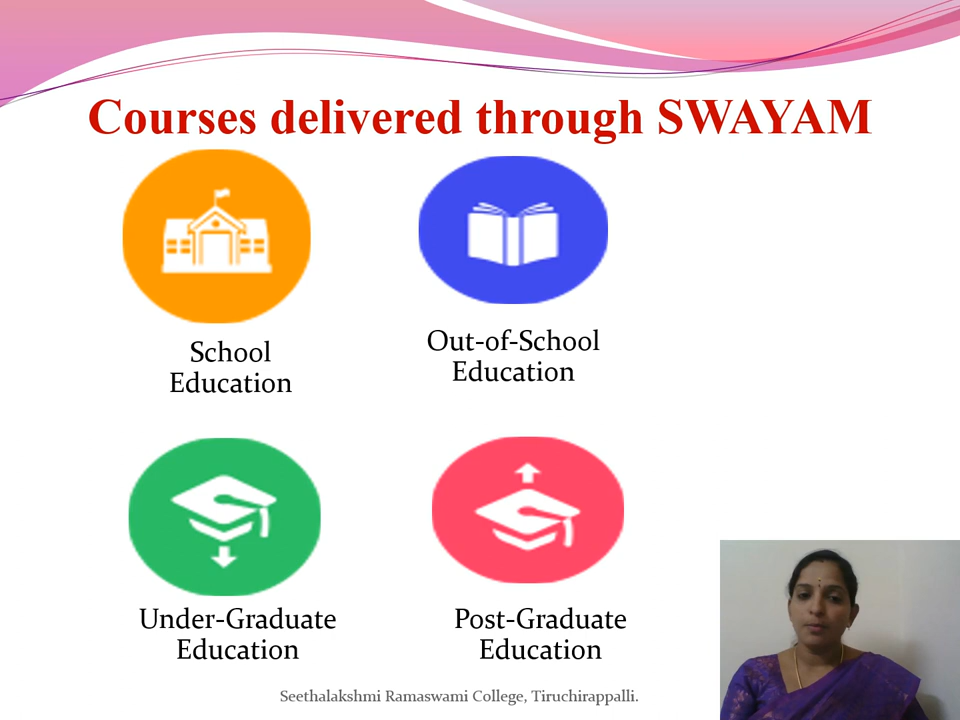 Courses delivered through SWAYAM
School
Education
Out-of-School
Education
Under-Graduate
Education
Post-Graduate
Education
Seethalakshmi Ramaswami College, Tiruchirappalli.